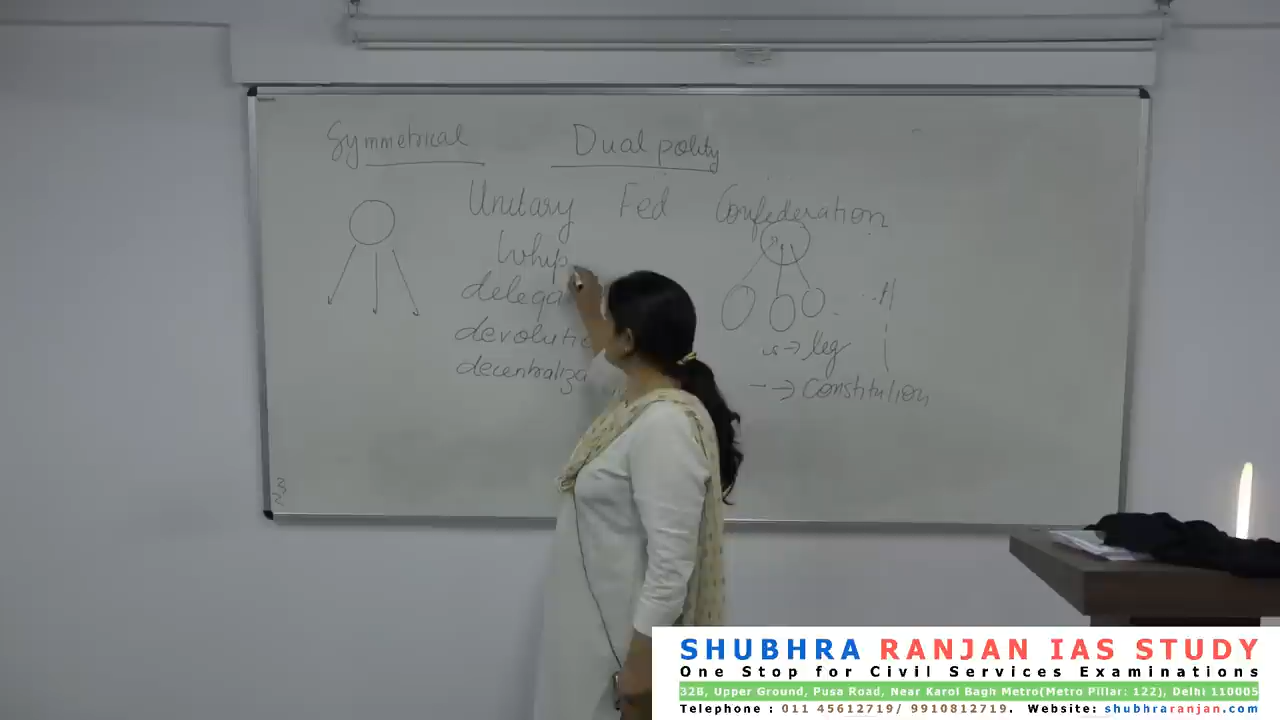 Symmetrical Dual polity
Unitary Fed Confederation
Whip
delega
devolutio
decentraliza
→ leg
→ Constitution
SHUBHRA RANJAN IAS STUDY
One Stop for Civil Services Examinations
32B, Upper Ground, Pusa Road, Near Karol Bagh Metro(Metro Pillar: 122), Delhi 110005
Telephone : 011 45612719/ 9910812719. Website: shubhraranjan.com